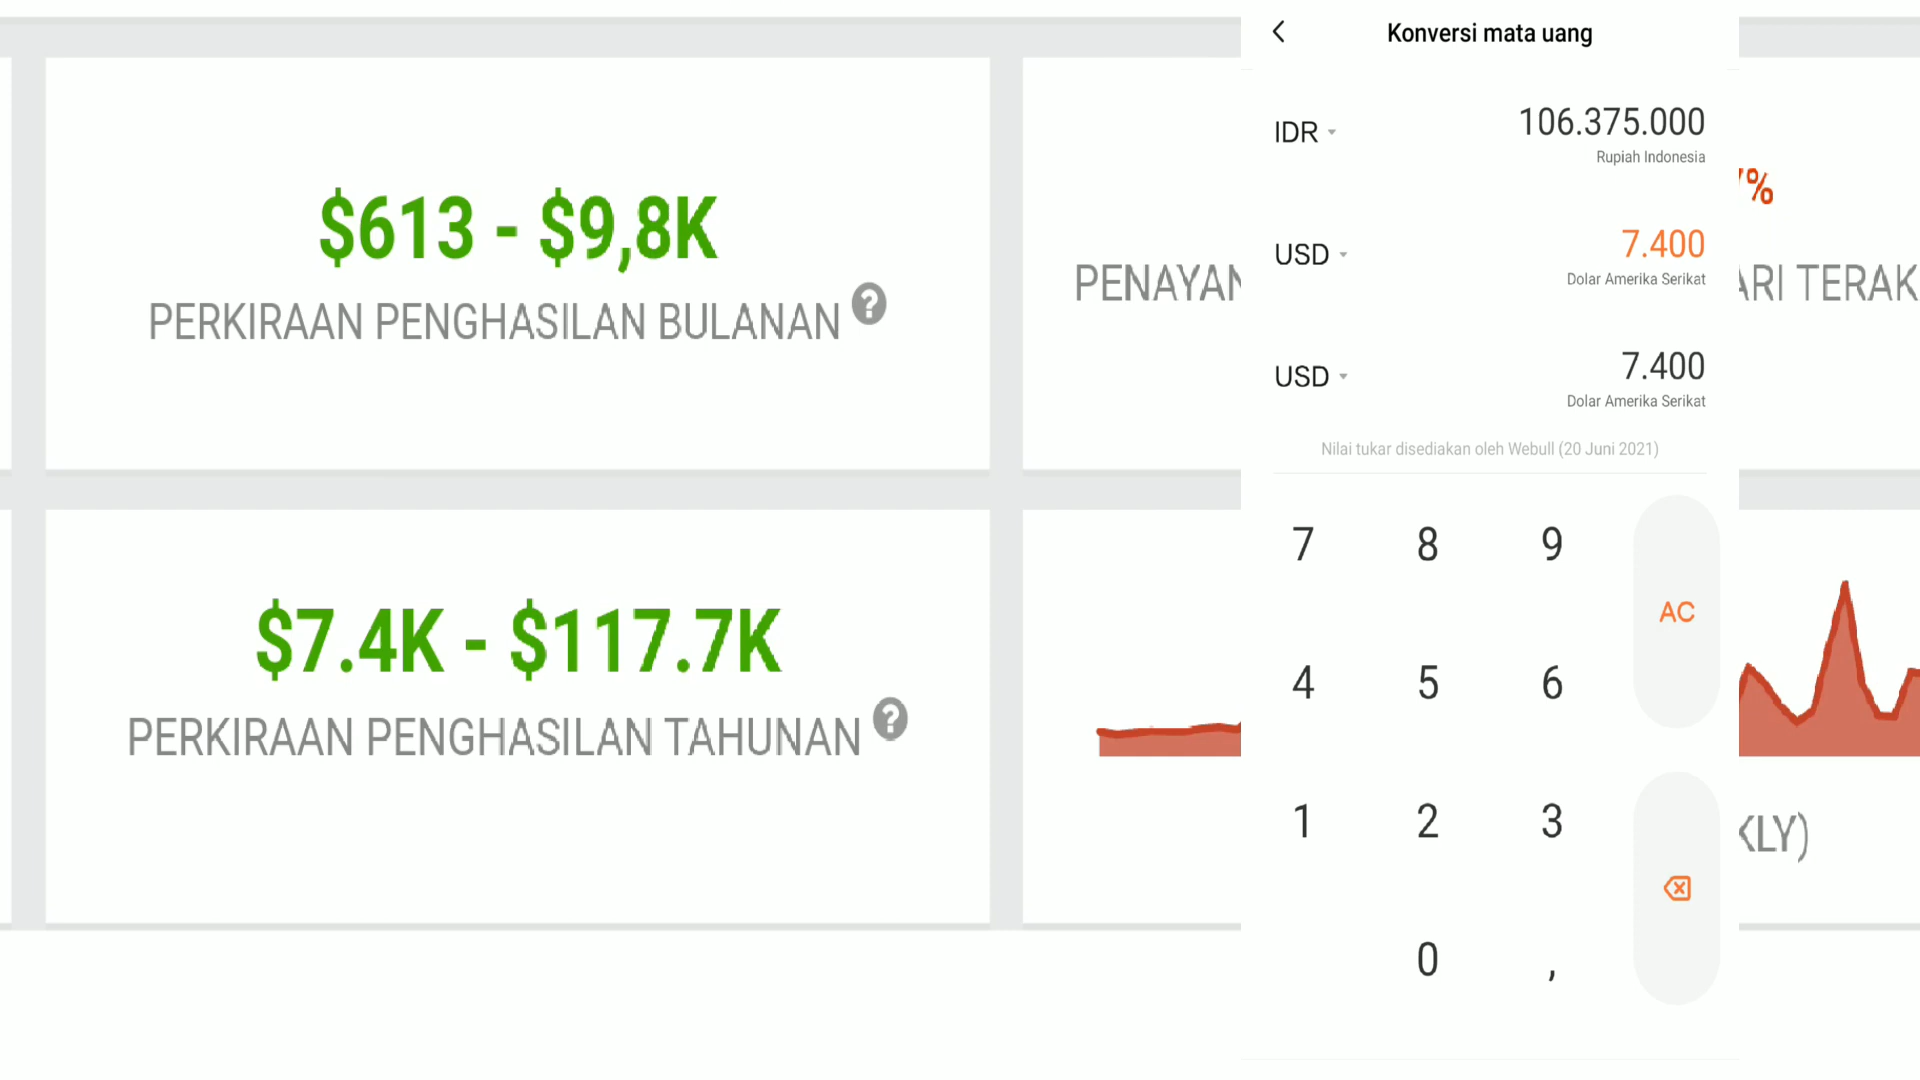 $613 - $9,8K
PERKIRAAN PENGHASILAN BULANAN ?
$7.4K - $117.7K
PERKIRAAN PENGHASILAN TAHUNAN ?
Konversi mata uang
IDR 106.375.000
Rupiah Indonesia
USD 7.400
Dolar Amerika Serikat
USD 7.400
Dolar Amerika Serikat
Nilai tukar disediakan oleh Webull (20 Juni 2021)
7 8 9
AC
4 5 6
1 2 3
0 ,
%
PENAYAN
ARI TERAK
KLY)